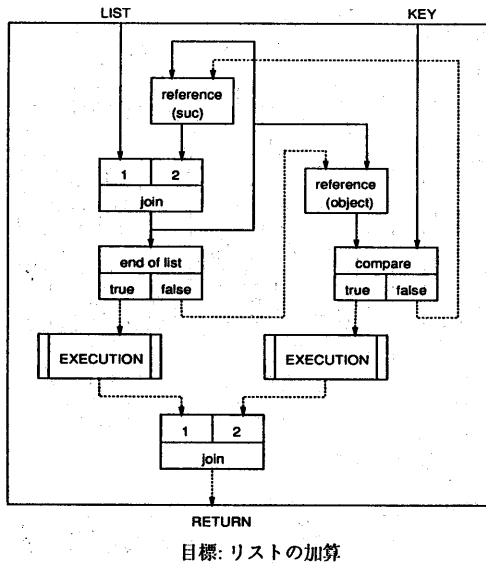 LIST KEY
reference
(suc)
1 2
join
reference
(object)
end of list
true false
compare
true false
EXECUTION
EXECUTION
1 2
join
RETURN
目標: リストの加算